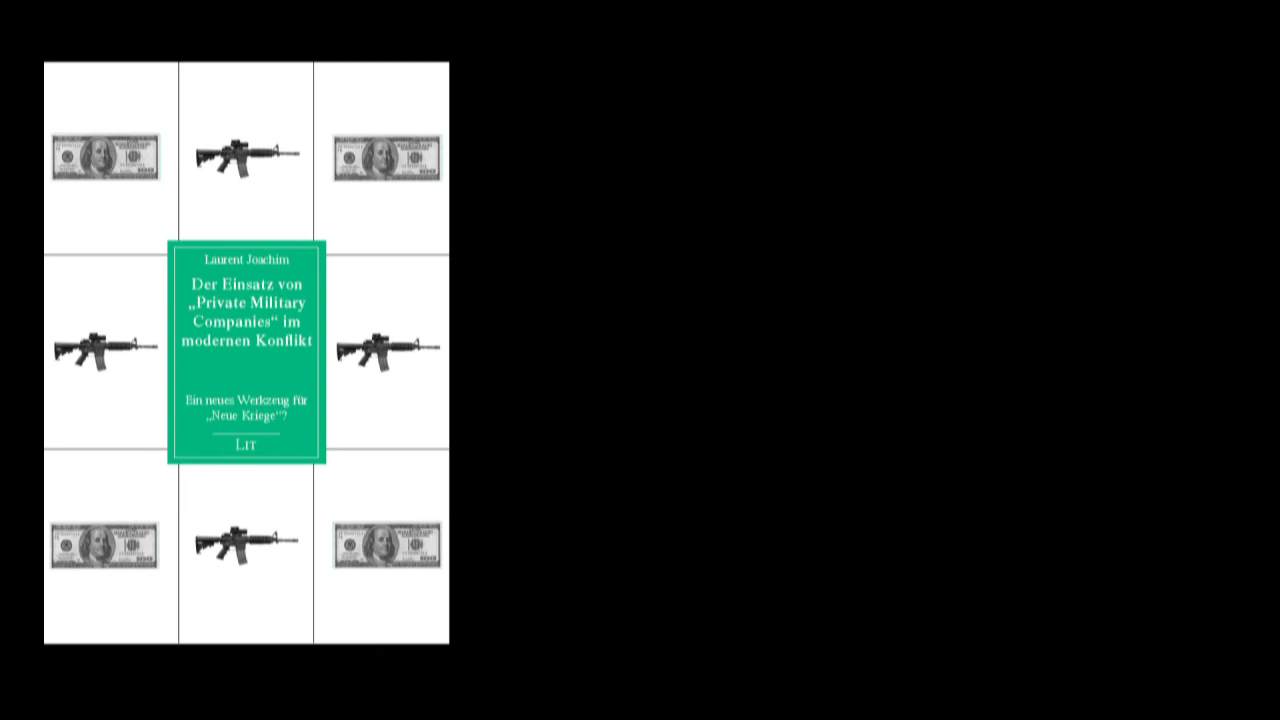 Laurent Joachim
Der Einsatz von
„Private Military
Companies“ im
modernen Konflikt
Ein neues Werkzeug für
„Neue Kriege“?
LIT